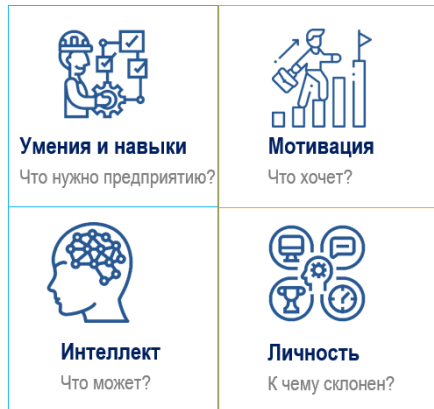 Умения и навыки
Что нужно предприятию?
Мотивация
Что хочет?
Интеллект
Что может?
Личность
К чему склонен?